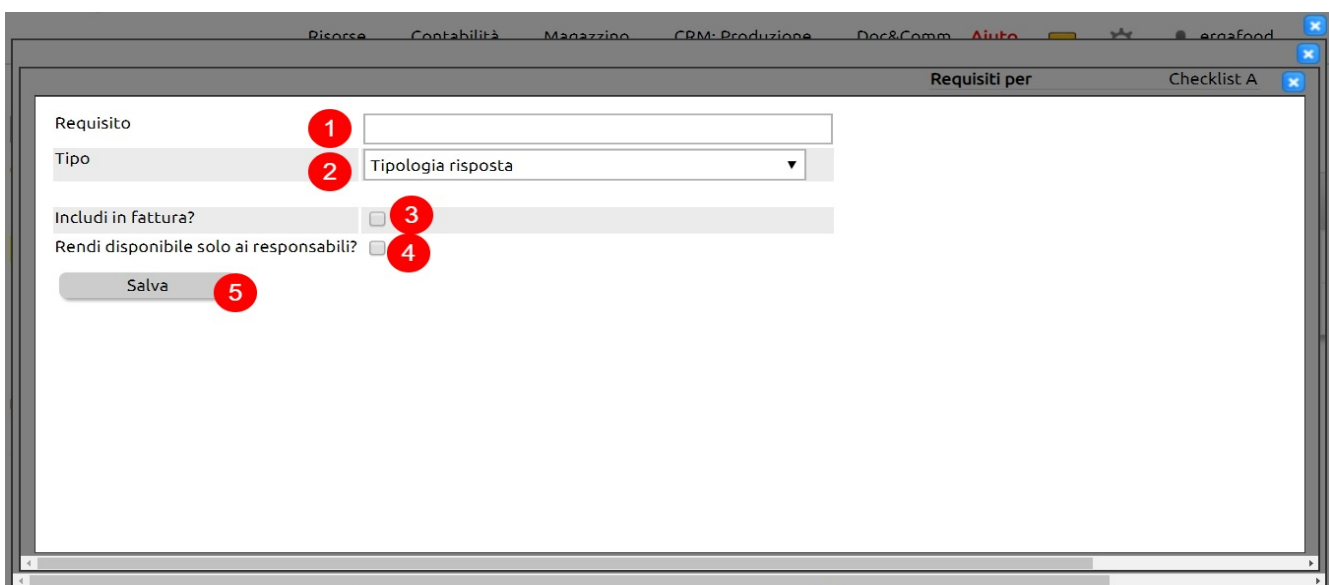 Risorse Contabilità Magazzino CRM: Produzione Doc&Comm Aiuto ergafood
Requisiti per Checklist A
Requisito 1
Tipo 2 Tipologia risposta
Includi in fattura? 3
Rendi disponibile solo ai responsabili? 4
Salva 5